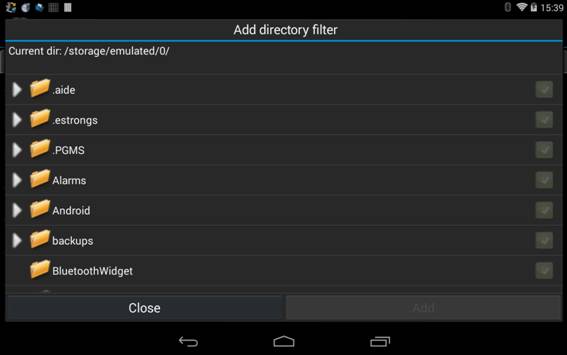 15:39
Add directory filter
Current dir: /storage/emulated/0/
.aide
.estrongs
.PGMS
Alarms
Android
backups
BluetoothWidget
Close
Add